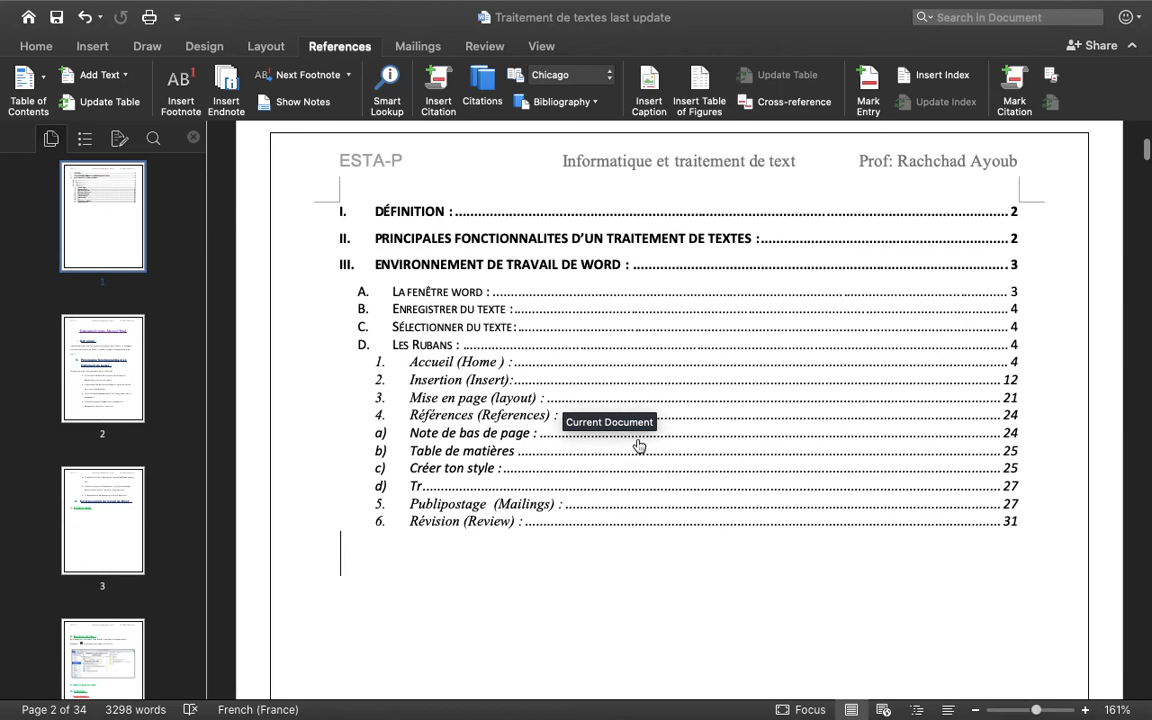 Traitement de textes last update
Search in Document
Home Insert Draw Design Layout References Mailings Review View Share
Table of Contents
Add Text
Update Table
AB1 Insert Footnote
Insert Endnote
AB1 Next Footnote
Show Notes
Smart Lookup
Insert Citation
Citations
Chicago
Bibliography
Insert Caption
Insert Table of Figures
Update Table
Cross-reference
Mark Entry
Insert Index
Update Index
Mark Citation
ESTA-P Informatique et traitement de text Prof: Rachchad Ayoub
I. DÉFINITION : 2
II. PRINCIPALES FONCTIONNALITES D'UN TRAITEMENT DE TEXTES : 2
III. ENVIRONNEMENT DE TRAVAIL DE WORD : 3
A. LA FENÊTRE WORD : 3
B. ENREGISTRER DU TEXTE : 4
C. SÉLECTIONNER DU TEXTE: 4
D. LES RUBANS : 4
1. Accueil (Home ) : 4
2. Insertion (Insert): 12
3. Mise en page (layout) : 21
4. Références (References) : 24
Current Document
a) Note de bas de page : 24
b) Table de matières 25
c) Créer ton style : 25
d) Tr 27
5. Publipostage (Mailings) : 27
6. Révision (Review) : 31
1
2
3
Page 2 of 34 3298 words French (France) Focus 161%